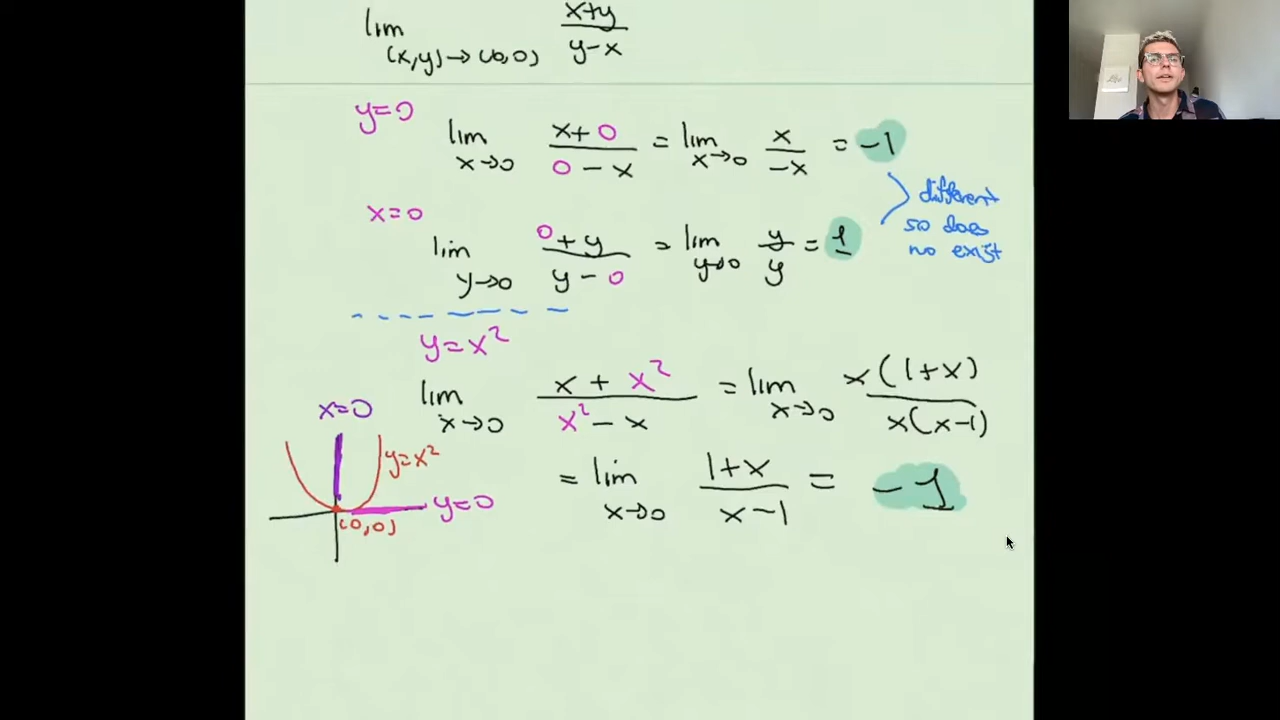 lim x+y
(x,y)→(0,0) y-x
y=0
lim x+0 = lim x = -1
x→0 0-x x→0 -x
different
so does
no exist
x=0
lim 0+y = lim y = 1
y→0 y-0 y→0 y
y=x²
lim x+x² = lim x(1+x)
x→0 x²-x x→0 x(x-1)
= lim 1+x = -1
x→0 x-1
x=0
y=x²
y=0
(0,0)